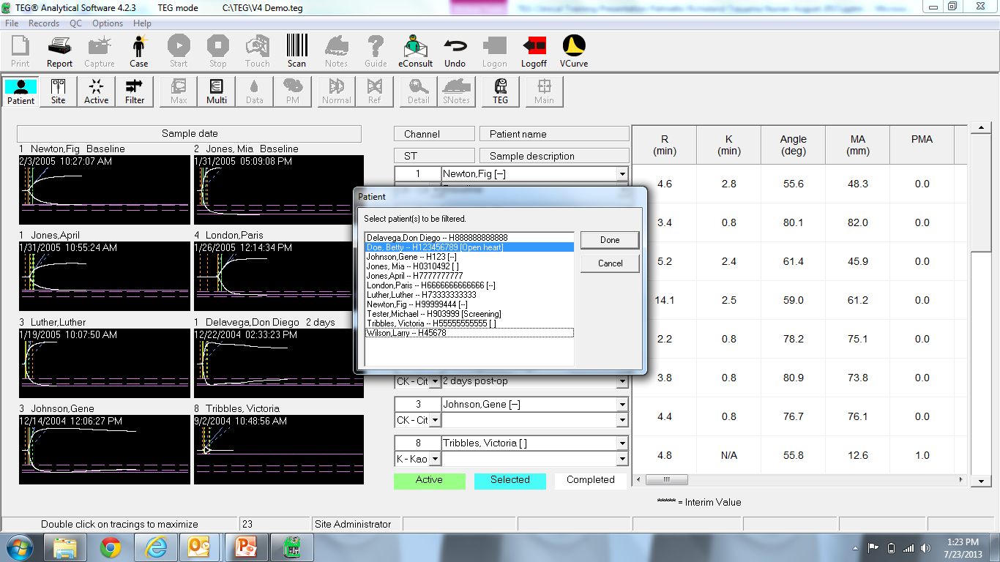 TEG® Analytical Software 4.2.3 TEG mode C:\TEG\V4 Demo.teg
File Records QC Options Help
Print Report Capture Case Start Stop Touch Scan Notes Guide eConsult Undo Logon Logoff VCurve
Patient Site Active Filter Max Multi Data PM Normal Ref Detail SNotes TEG Main
Sample date
1 Newton,Fig Baseline
2/3/2005 10:27:07 AM
2 Jones, Mia Baseline
1/31/2005 05:09:08 PM
1 Jones,April
1/31/2005 10:55:24 AM
4 London,Paris
1/26/2005 12:14:34 PM
3 Luther,Luther
1/19/2005 10:07:50 AM
1 Delavega,Don Diego 2 days
12/22/2004 02:33:23 PM
3 Johnson,Gene
12/14/2004 12:06:27 PM
8 Tribbles, Victoria
9/2/2004 10:48:56 AM
Channel Patient name
ST Sample description
1 Newton,Fig [--]
Patient
Select patient(s) to be filtered.
Delavega,Don Diego -- H888888888888
Doe, Betty -- H123456789 [Open heart]
Johnson,Gene -- H123 [--]
Jones, Mia -- H0310492 [ ]
Jones,April -- H7777777777
London,Paris -- H6666666666666 [--]
Luther,Luther -- H73333333333
Newton,Fig -- H99999444 [--]
Tester,Michael -- H903999 [Screening]
Tribbles, Victoria -- H55555555555 [ ]
Wilson,Larry -- H45678
Done
Cancel
CK - Cit 2 days post-op
3 Johnson,Gene [--]
CK - Cit
8 Tribbles, Victoria [ ]
K - Kao
Active Selected Completed
R K Angle MA PMA
(min) (min) (deg) (mm)
4.6 2.8 55.6 48.3 0.0
3.4 0.8 80.1 82.0 0.0
5.2 2.4 61.4 45.9 0.0
14.1 2.5 59.0 61.2 0.0
2.2 0.8 78.2 75.1 0.0
3.8 0.8 80.9 73.8 0.0
4.4 0.8 76.7 76.1 0.0
4.8 N/A 55.8 12.6 1.0
***** = Interim Value
Double click on tracings to maximize 23 Site Administrator
1:23 PM
7/23/2013